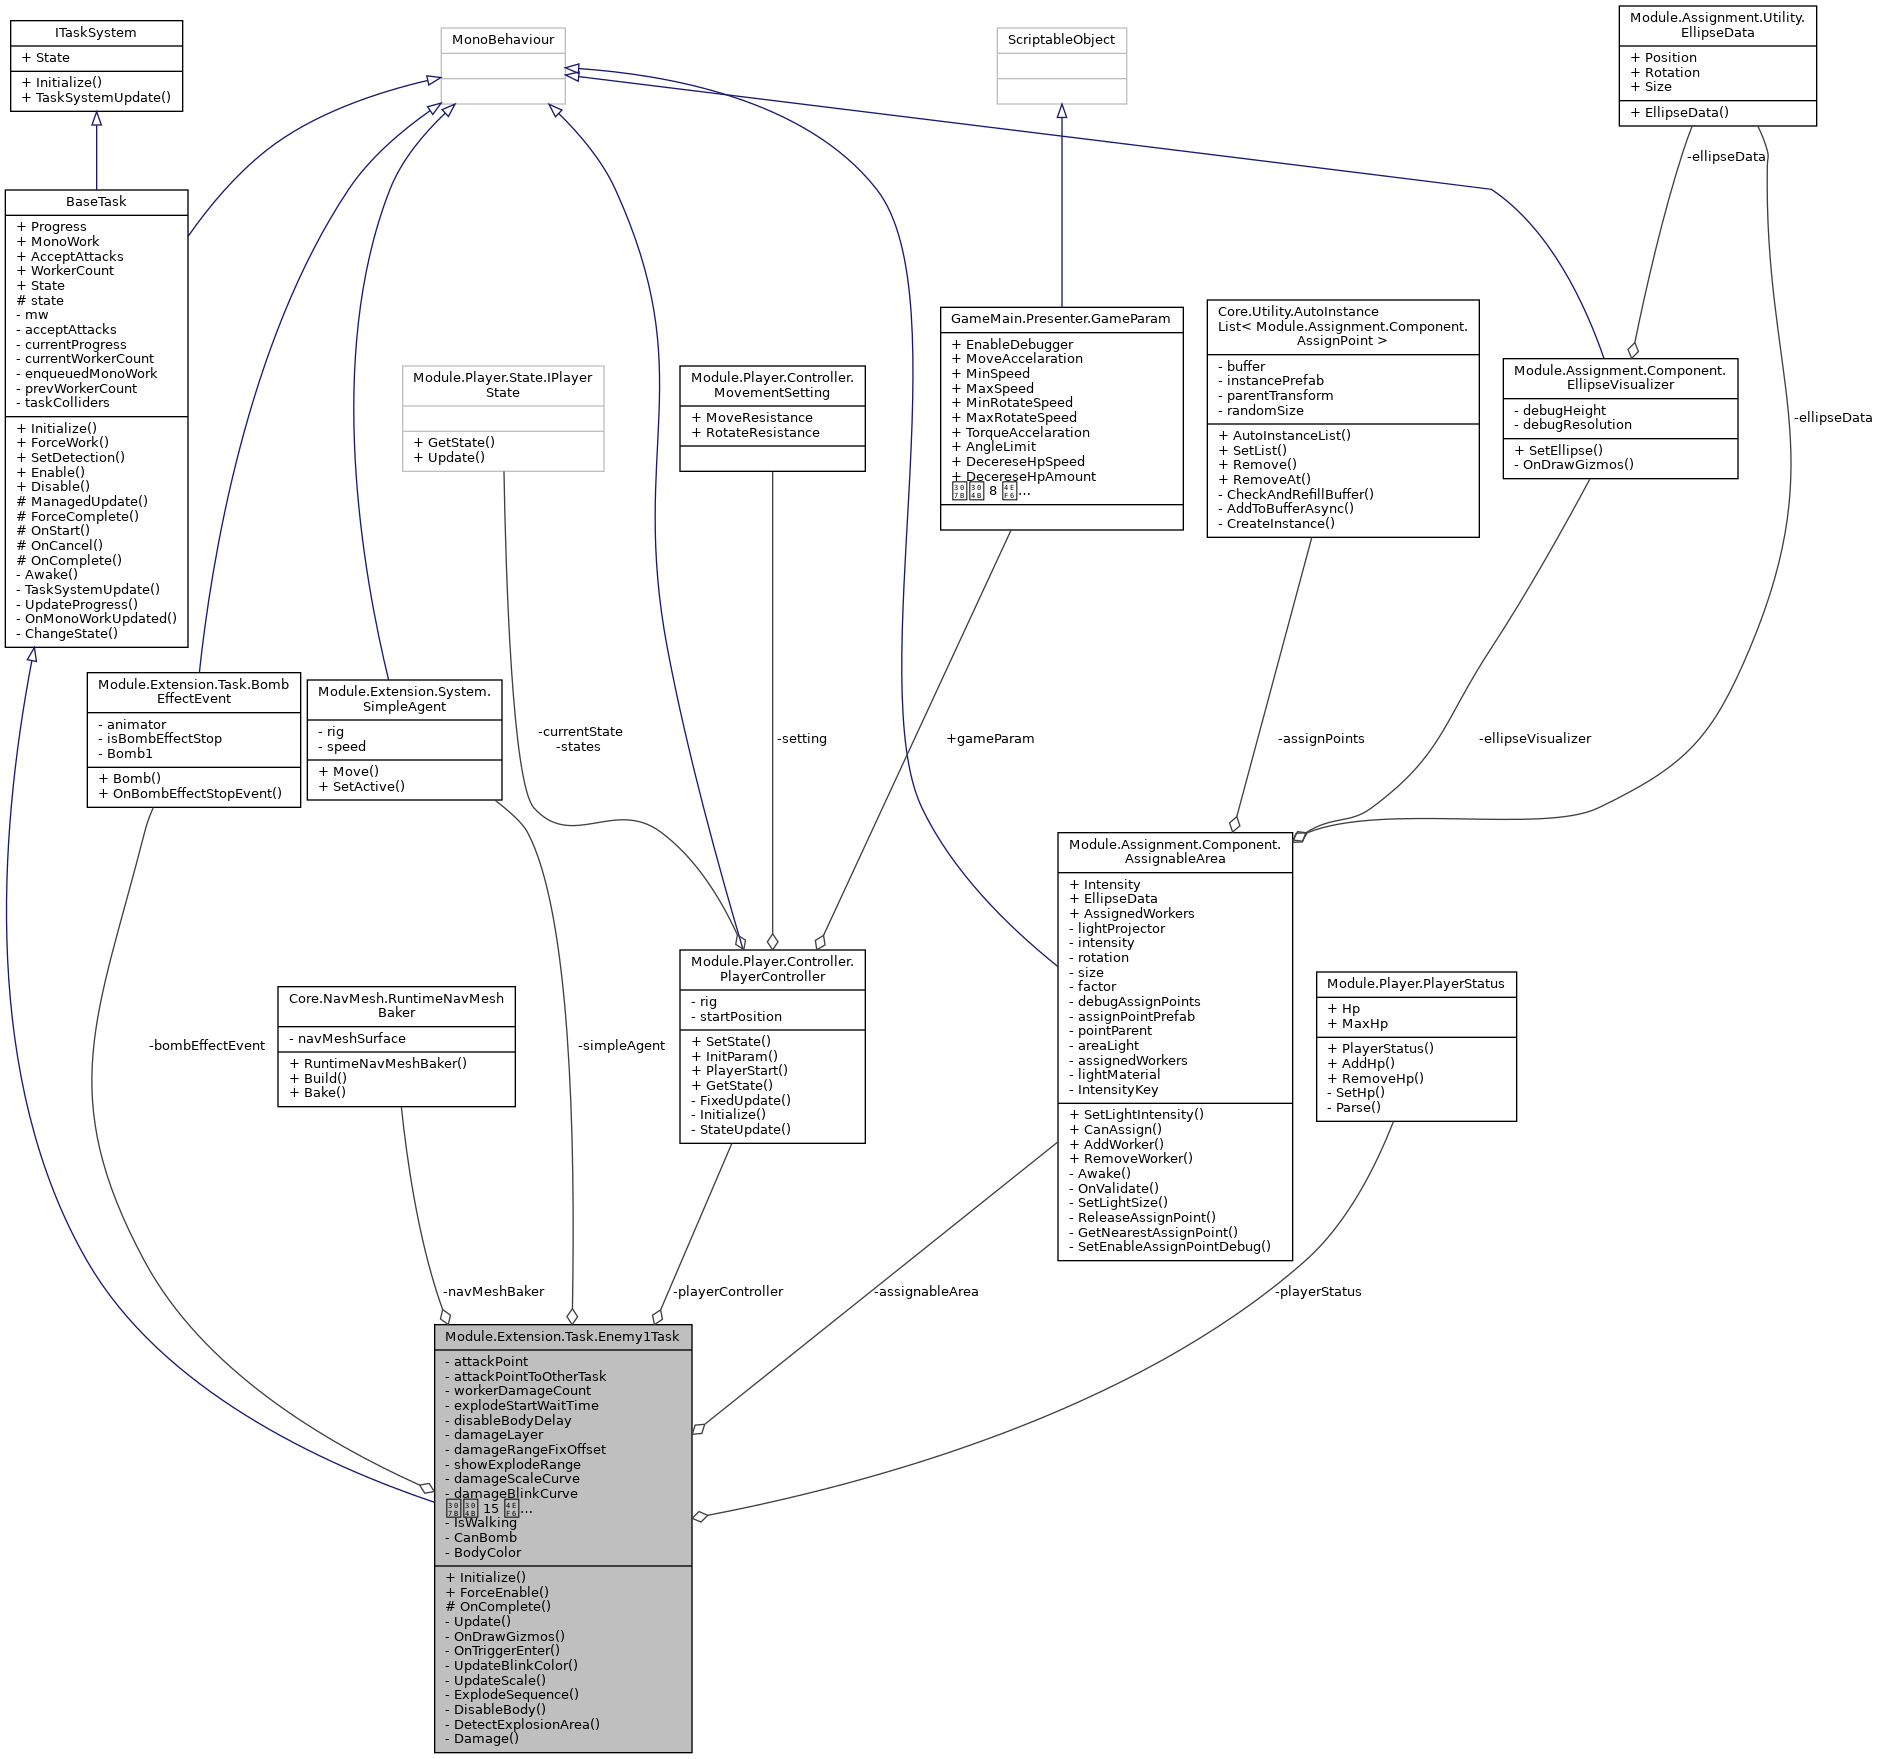 ITaskSystem
+ State
+ Initialize()
+ TaskSystemUpdate()
MonoBehaviour
ScriptableObject
Module.Assignment.Utility.
EllipseData
+ Position
+ Rotation
+ Size
+ EllipseData()
-ellipseData
-ellipseData
BaseTask
+ Progress
+ MonoWork
+ AcceptAttacks
+ WorkerCount
+ State
# state
- mw
- acceptAttacks
- currentProgress
- currentWorkerCount
- enqueuedMonoWork
- prevWorkerCount
- taskColliders
+ Initialize()
+ ForceWork()
+ SetDetection()
+ Enable()
+ Disable()
# ManagedUpdate()
# ForceComplete()
# OnStart()
# OnCancel()
# OnComplete()
- Awake()
- TaskSystemUpdate()
- UpdateProgress()
- OnMonoWorkUpdated()
- ChangeState()
Module.Player.State.IPlayer
State
+ GetState()
+ Update()
Module.Player.Controller.
MovementSetting
+ MoveResistance
+ RotateResistance
GameMain.Presenter.GameParam
+ EnableDebugger
+ MoveAccelaration
+ MinSpeed
+ MaxSpeed
+ MinRotateSpeed
+ MaxRotateSpeed
+ TorqueAccelaration
+ AngleLimit
+ DecereseHpSpeed
+ DecereseHpAmount
8 ...
Core.Utility.AutoInstance
List< Module.Assignment.Component.
AssignPoint >
- buffer
- instancePrefab
- parentTransform
- randomSize
+ AutoInstanceList()
+ SetList()
+ Remove()
+ RemoveAt()
- CheckAndRefillBuffer()
- AddToBufferAsync()
- CreateInstance()
Module.Assignment.Component.
EllipseVisualizer
- debugHeight
- debugResolution
+ SetEllipse()
- OnDrawGizmos()
Module.Extension.Task.Bomb
EffectEvent
- animator
- isBombEffectStop
- Bomb1
+ Bomb()
+ OnBombEffectStopEvent()
Module.Extension.System.
SimpleAgent
- rig
- speed
+ Move()
+ SetActive()
-currentState
-states
-setting
+gameParam
-assignPoints
-ellipseVisualizer
Module.Assignment.Component.
AssignableArea
+ Intensity
+ EllipseData
+ AssignedWorkers
- lightProjector
- intensity
- rotation
- size
- factor
- debugAssignPoints
- assignPointPrefab
- pointParent
- areaLight
- assignedWorkers
- lightMaterial
- IntensityKey
+ SetLightIntensity()
+ CanAssign()
+ AddWorker()
+ RemoveWorker()
- Awake()
- OnValidate()
- SetLightSize()
- ReleaseAssignPoint()
- GetNearestAssignPoint()
- SetEnableAssignPointDebug()
Module.Player.Controller.
PlayerController
- rig
- startPosition
+ SetState()
+ InitParam()
+ PlayerStart()
+ GetState()
- FixedUpdate()
- Initialize()
- StateUpdate()
Core.NavMesh.RuntimeNavMesh
Baker
- navMeshSurface
+ RuntimeNavMeshBaker()
+ Build()
+ Bake()
Module.Player.PlayerStatus
+ Hp
+ MaxHp
+ PlayerStatus()
+ AddHp()
+ RemoveHp()
- SetHp()
- Parse()
-bombEffectEvent
-simpleAgent
-navMeshBaker
-playerController
-assignableArea
-playerStatus
Module.Extension.Task.Enemy1Task
- attackPoint
- attackPointToOtherTask
- workerDamageCount
- explodeStartWaitTime
- disableBodyDelay
- damageLayer
- damageRangeFixOffset
- showExplodeRange
- damageScaleCurve
- damageBlinkCurve
15 ...
- IsWalking
- CanBomb
- BodyColor
+ Initialize()
+ ForceEnable()
# OnComplete()
- Update()
- OnDrawGizmos()
- OnTriggerEnter()
- UpdateBlinkColor()
- UpdateScale()
- ExplodeSequence()
- DisableBody()
- DetectExplosionArea()
- Damage()